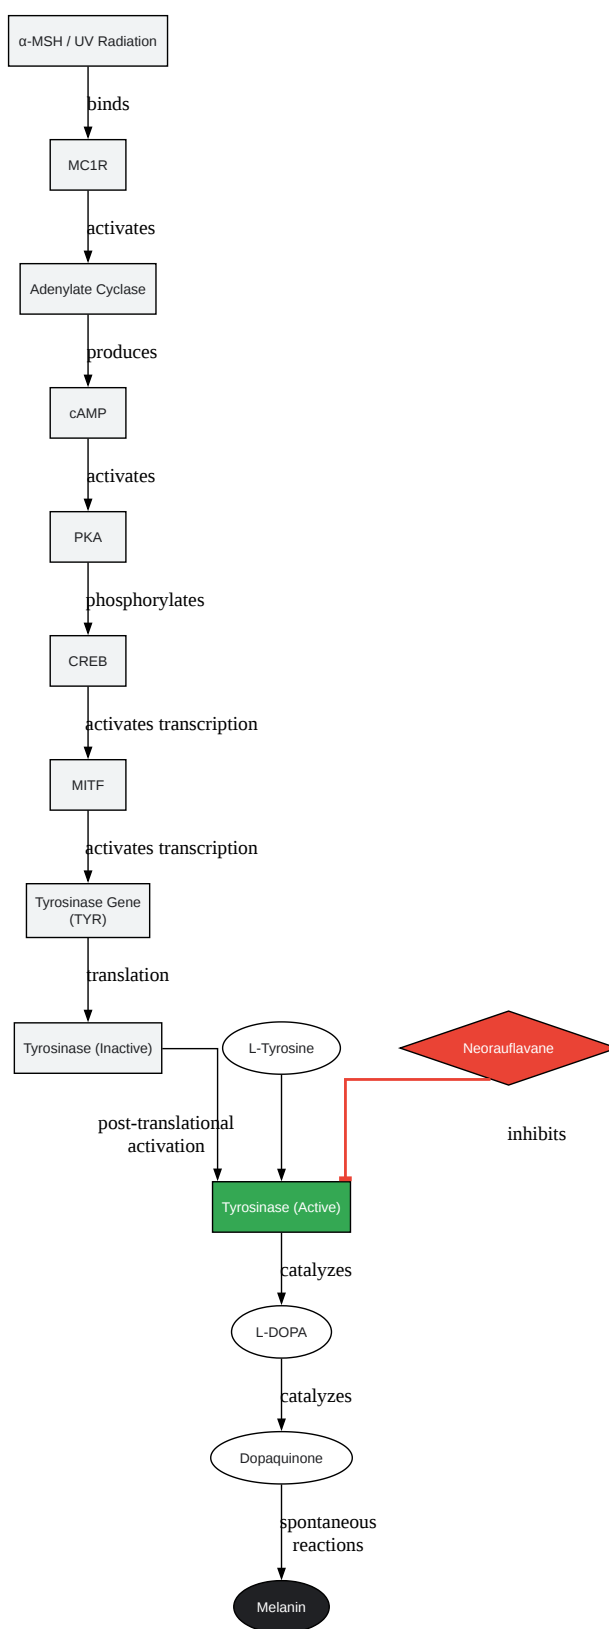 α-MSH / UV Radiation
binds
MC1R
activates
Adenylate Cyclase
produces
cAMP
activates
PKA
phosphorylates
CREB
activates transcription
MITF
activates transcription
Tyrosinase Gene
(TYR)
translation
Tyrosinase (Inactive)
L-Tyrosine
Neorauflavane
post-translational
activation
inhibits
Tyrosinase (Active)
catalyzes
L-DOPA
catalyzes
Dopaquinone
spontaneous
reactions
Melanin